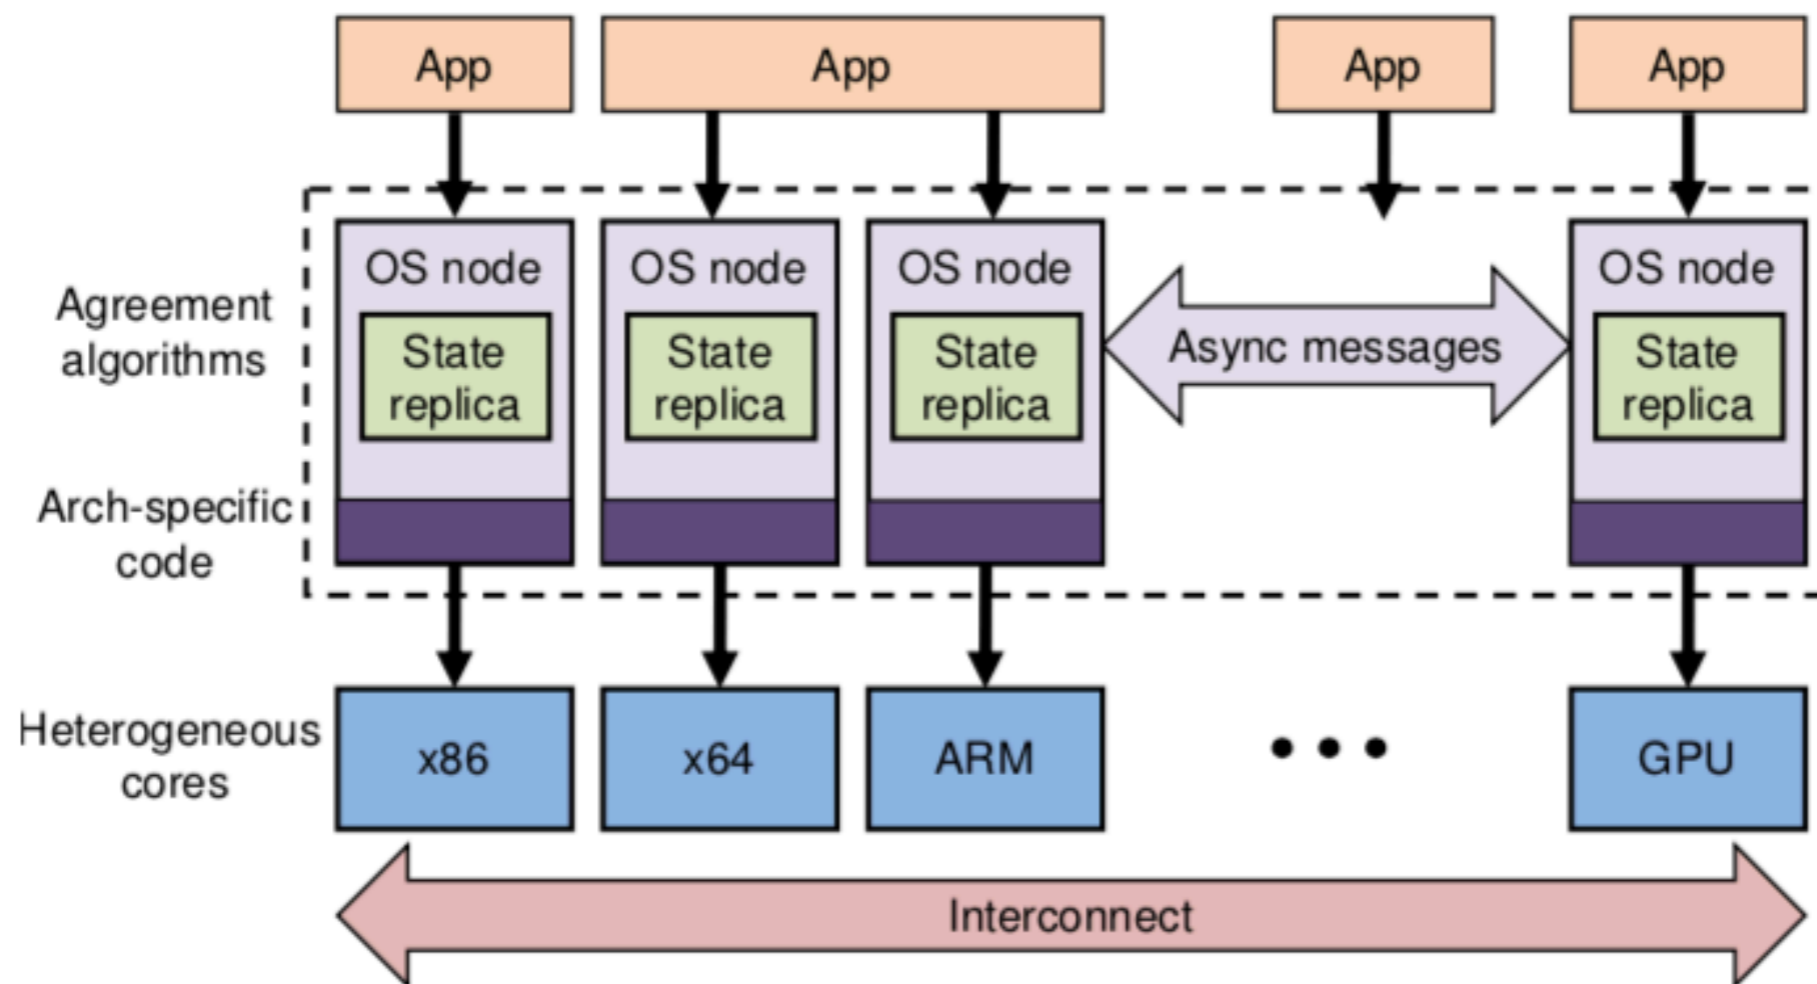 App
App
App
App
OS node
OS node
OS node
OS node
Agreement
algorithms
State
replica
State
replica
State
replica
Async messages
State
replica
Arch-specific
code
Heterogeneous
cores
x86
x64
ARM
GPU
Interconnect